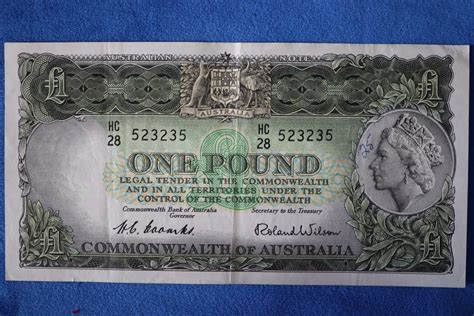 AUSTRALIAN NOTE
£1 £1
AUSTRALIA
HC 28 523235 HC 28 523235
ONE POUND
LEGAL TENDER IN THE COMMONWEALTH
AND IN ALL TERRITORIES UNDER THE
CONTROL OF THE COMMONWEALTH
Commonwealth Bank of Australia Secretary to the Treasury
Governor
H.C. Coombs. Roland Wilson
£1 £1
COMMONWEALTH OF AUSTRALIA